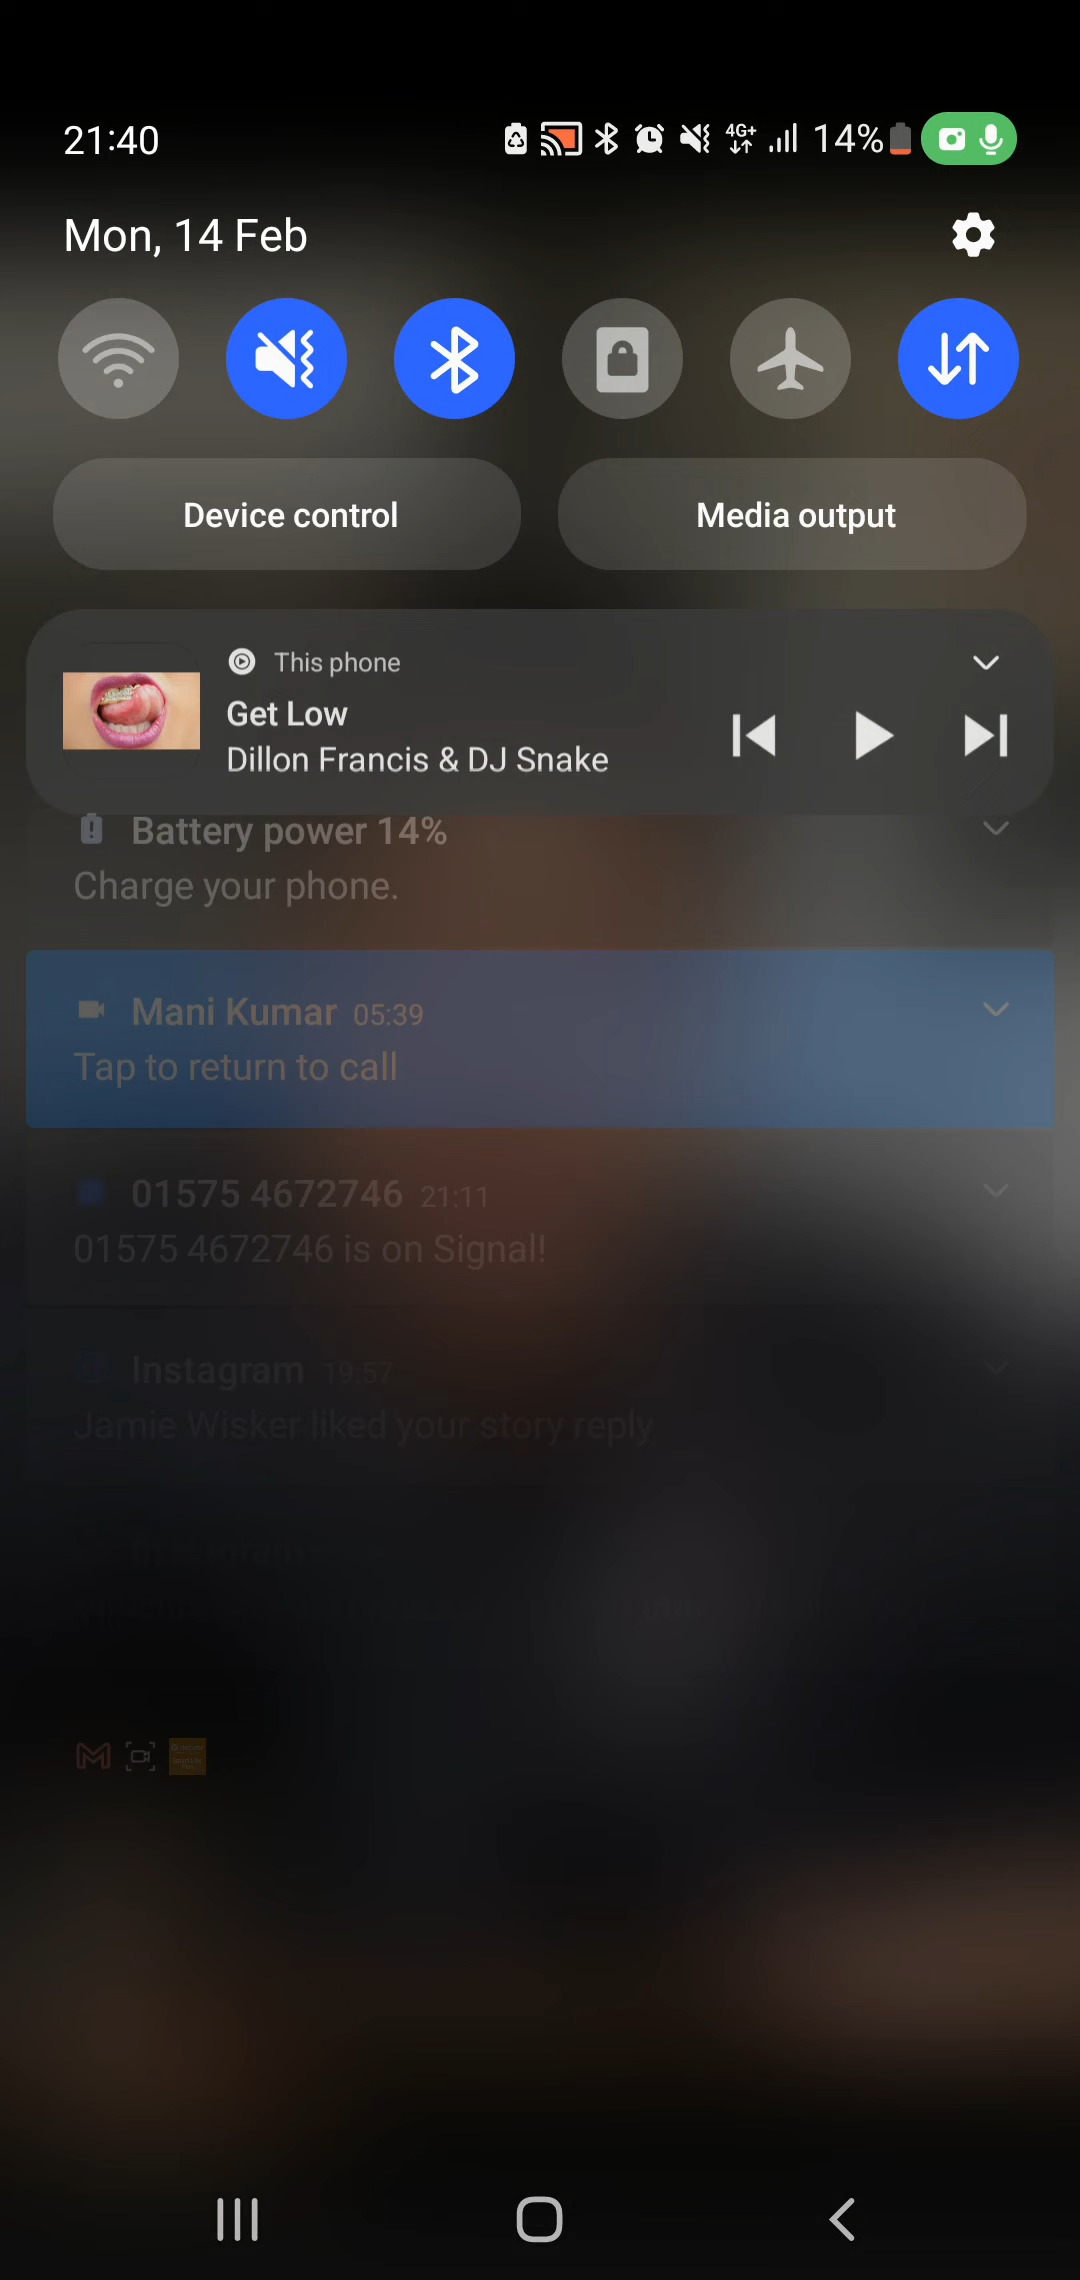 21:40
4G+
14%
Mon, 14 Feb
Device control
Media output
This phone
Get Low
Dillon Francis & DJ Snake
Battery power 14%
Charge your phone.
Mani Kumar 05:39
Tap to return to call
01575 4672746 21:11
01575 4672746 is on Signal!
Instagram 19:57
Jamie Wisker liked your story reply